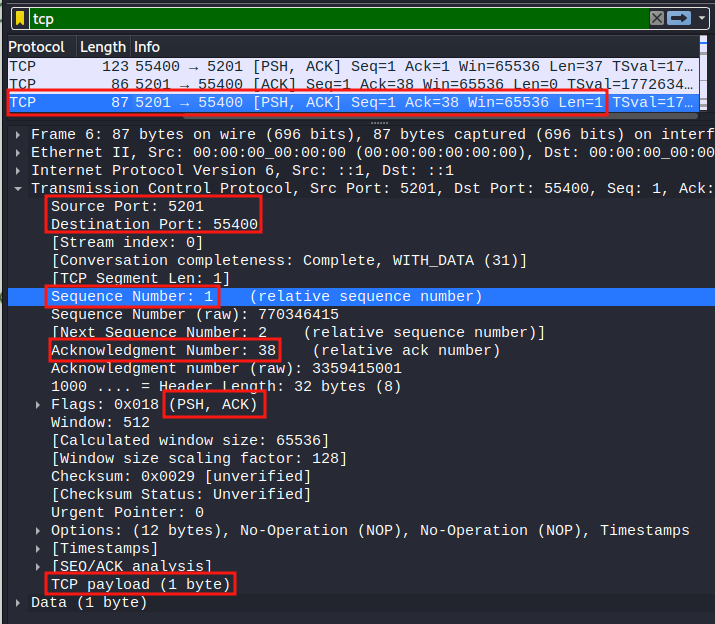 tcp
Protocol Length Info
TCP 123 55400 → 5201 [PSH, ACK] Seq=1 Ack=1 Win=65536 Len=37 TSval=17…
TCP 86 5201 → 55400 [ACK] Seq=1 Ack=38 Win=65536 Len=0 TSval=1772634…
TCP 87 5201 → 55400 [PSH, ACK] Seq=1 Ack=38 Win=65536 Len=1 TSval=17…
Frame 6: 87 bytes on wire (696 bits), 87 bytes captured (696 bits) on interf
Ethernet II, Src: 00:00:00_00:00:00 (00:00:00:00:00:00), Dst: 00:00:00_00:00
Internet Protocol Version 6, Src: ::1, Dst: ::1
Transmission Control Protocol, Src Port: 5201, Dst Port: 55400, Seq: 1, Ack:
Source Port: 5201
Destination Port: 55400
[Stream index: 0]
[Conversation completeness: Complete, WITH_DATA (31)]
[TCP Segment Len: 1]
Sequence Number: 1 (relative sequence number)
Sequence Number (raw): 770346415
[Next Sequence Number: 2 (relative sequence number)]
Acknowledgment Number: 38 (relative ack number)
Acknowledgment number (raw): 3359415001
1000 .... = Header Length: 32 bytes (8)
Flags: 0x018 (PSH, ACK)
Window: 512
[Calculated window size: 65536]
[Window size scaling factor: 128]
Checksum: 0x0029 [unverified]
[Checksum Status: Unverified]
Urgent Pointer: 0
Options: (12 bytes), No-Operation (NOP), No-Operation (NOP), Timestamps
[Timestamps]
[SEQ/ACK analysis]
TCP payload (1 byte)
Data (1 byte)